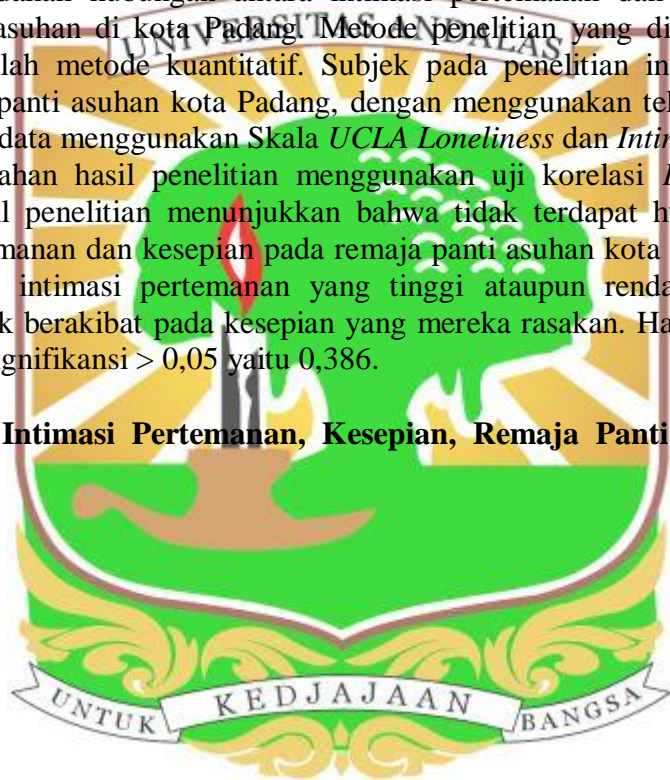 hubungan antara intimasi pertemanan dan
asuhan di kota Padang. Metode penelitian yang di
UNIVERSITAS ANDALAS
lah metode kuantitatif. Subjek pada penelitian in
panti asuhan kota Padang, dengan menggunakan
data menggunakan Skala UCLA Loneliness dan
ahan hasil penelitian menggunakan uji korelasi
l penelitian menunjukkan bahwa tidak terdapat
manan dan kesepian pada remaja panti asuhan kota
intimasi pertemanan yang tinggi ataupun renda
k berakibat pada kesepian yang mereka rasakan. Ha
gnifikansi > 0,05 yaitu 0,386.
Intimasi Pertemanan, Kesepian, Remaja Panti
UNTUK KEDJAJAAN BANGSA